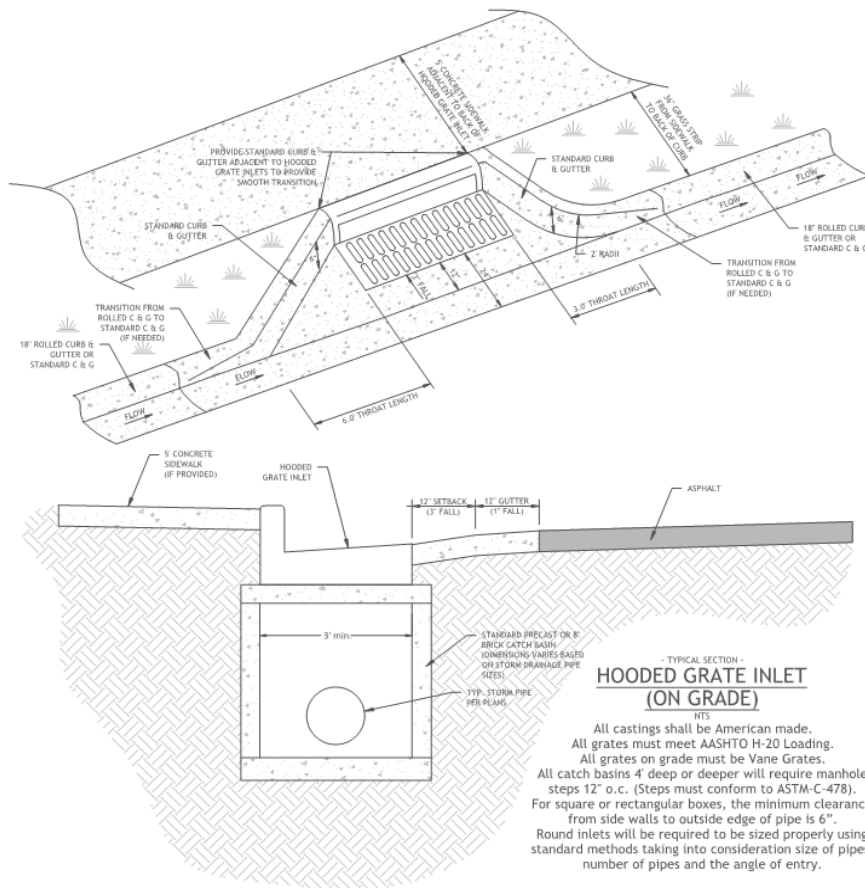 5' CONCRETE SIDEWALK
ADJACENT TO BACK OF
HOODED GRATE INLET
36" GRASS STRIP
FROM SIDEWALK
TO BACK OF CURB
PROVIDE STANDARD CURB &
GUTTER ADJACENT TO HOODED
GRATE INLETS TO PROVIDE
SMOOTH TRANSITION
STANDARD CURB
& GUTTER
STANDARD CURB
& GUTTER
FLOW
FLOW
6"
6"
2' RADII
18" ROLLED CURB
& GUTTER OR
STANDARD C & G
TRANSITION FROM
ROLLED C & G TO
STANDARD C & G
(IF NEEDED)
3" FALL
12"
24"
3.0' THROAT LENGTH
TRANSITION FROM
ROLLED C & G TO
STANDARD C & G
(IF NEEDED)
18" ROLLED CURB &
GUTTER OR
STANDARD C & G
FLOW
FLOW
6.0' THROAT LENGTH
5' CONCRETE
SIDEWALK
(IF PROVIDED)
HOODED
GRATE INLET
12" SETBACK
(3" FALL)
12" GUTTER
(1" FALL)
ASPHALT
3' min.
STANDARD PRECAST OR 8"
BRICK CATCH BASIN
(DIMENSIONS VARIES BASED
ON STORM DRAINAGE PIPE
SIZES)
TYP. STORM PIPE
PER PLANS
- TYPICAL SECTION -
HOODED GRATE INLET
(ON GRADE)
NTS
All castings shall be American made.
All grates must meet AASHTO H-20 Loading.
All grates on grade must be Vane Grates.
All catch basins 4' deep or deeper will require manhole
steps 12" o.c. (Steps must conform to ASTM-C-478).
For square or rectangular boxes, the minimum clearanc
from side walls to outside edge of pipe is 6”.
Round inlets will be required to be sized properly using
standard methods taking into consideration size of pipe
number of pipes and the angle of entry.